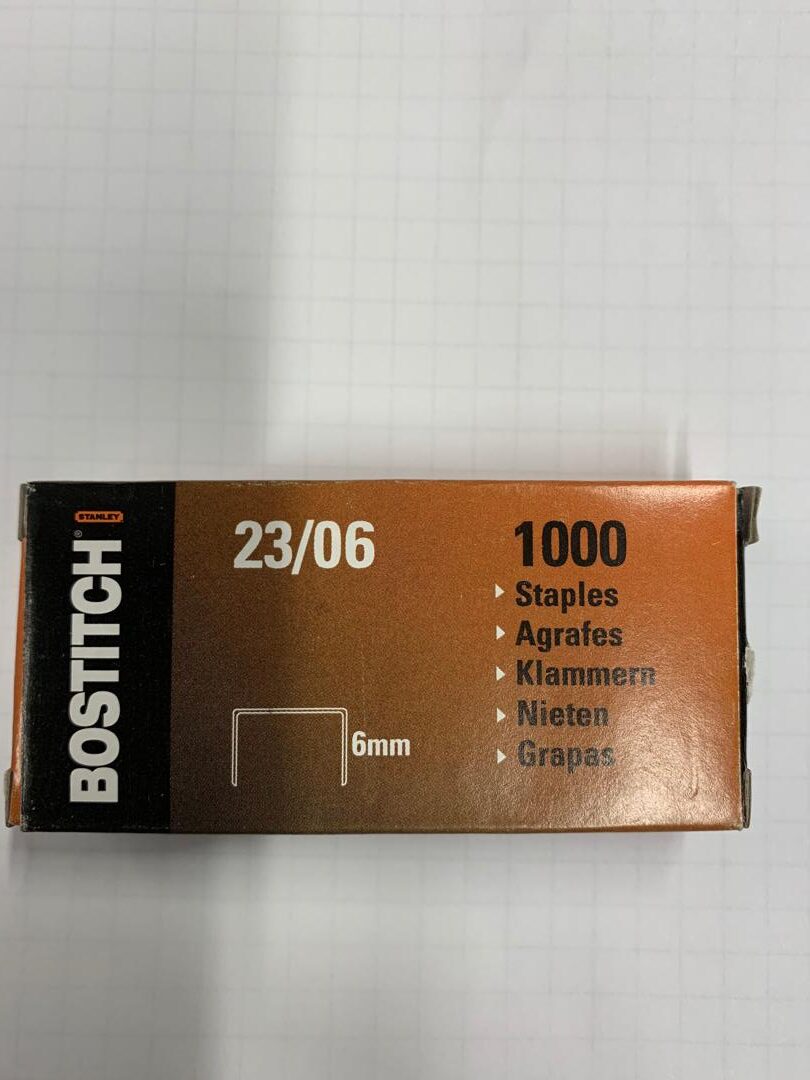 STANLEY
BOSTITCH®
23/06
6mm
1000
Staples
Agrafes
Klammern
Nieten
Grapas